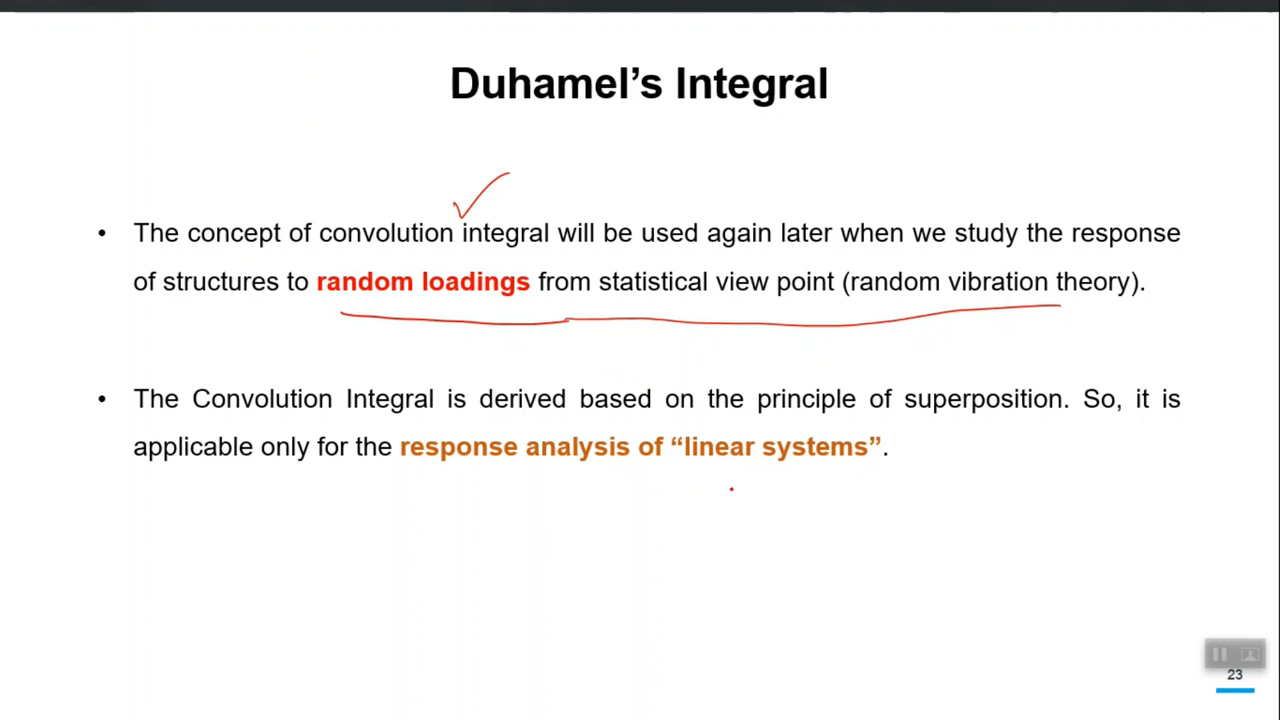 Duhamel’s Integral
• The concept of convolution integral will be used again later when we study the response
of structures to random loadings from statistical view point (random vibration theory).
• The Convolution Integral is derived based on the principle of superposition. So, it is
applicable only for the response analysis of “linear systems”.
23